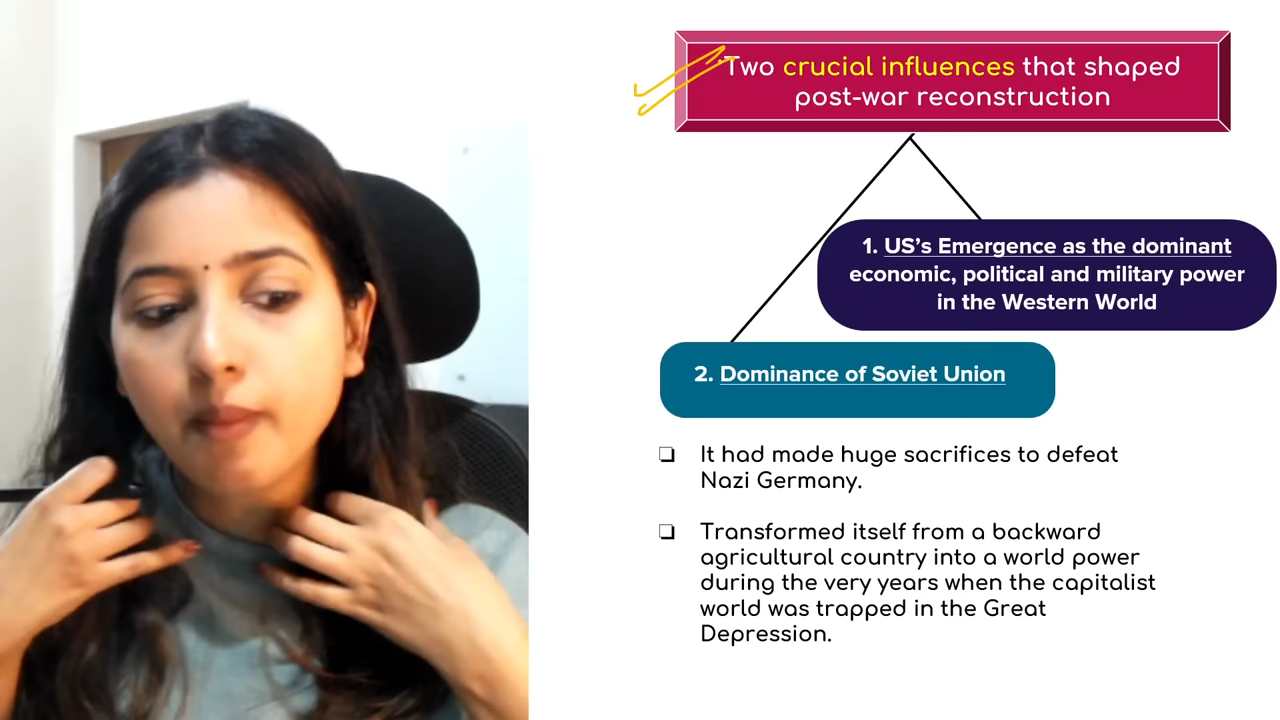 Two crucial influences that shaped
post-war reconstruction
1. US’s Emergence as the dominant
economic, political and military power
in the Western World
2. Dominance of Soviet Union
❏ It had made huge sacrifices to defeat
Nazi Germany.
❏ Transformed itself from a backward
agricultural country into a world power
during the very years when the capitalist
world was trapped in the Great
Depression.